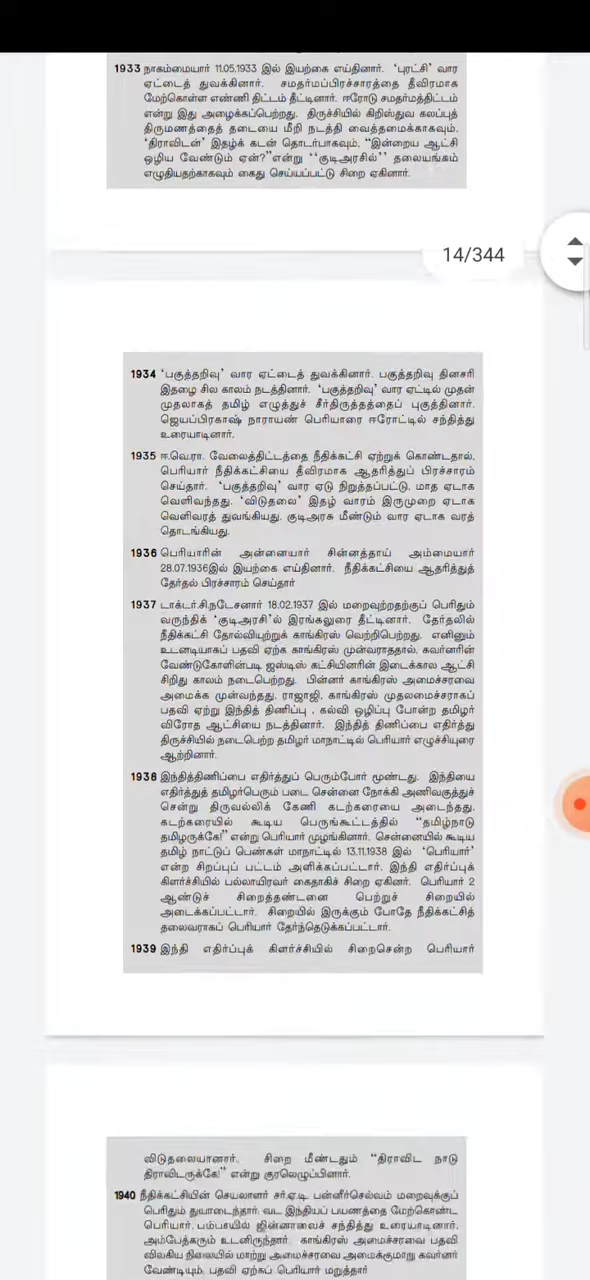 1933 நாகம்மையார் 11.05.1933 இல் இயற்கை எய்தினார். 'புரட்சி' வார
ஏட்டைத் துவக்கினார். சமதர்மப்பிரச்சாரத்தை தீவிரமாக
மேற்கொள்ள எண்ணி திட்டம் தீட்டினார். ஈரோடு சமதர்மத்திட்டம்
என்று இது அழைக்கப்பெற்றது. திருச்சியில் கிறிஸ்துவ கலப்புத்
திருமணத்தைத் தடையை மீறி நடத்தி வைத்தமைக்காகவும்,
'திராவிடன்' இதழ்க் கடன் தொடர்பாகவும், "இன்றைய ஆட்சி
ஒழிய வேண்டும் ஏன்?" என்று ''குடிஅரசில்'' தலையங்கம்
எழுதியதற்காகவும் கைது செய்யப்பட்டு சிறை ஏகினார்.
14/344
1934 'பகுத்தறிவு' வார ஏட்டைத் துவக்கினார். பகுத்தறிவு தினசரி
இதழை சில காலம் நடத்தினார். 'பகுத்தறிவு' வார ஏட்டில் முதன்
முதலாகத் தமிழ் எழுத்துச் சீர்திருத்தத்தைப் புகுத்தினார்.
ஜெயப்பிரகாஷ் நாராயண் பெரியாரை ஈரோட்டில் சந்தித்து
உரையாடினார்.
1935 ஈ.வெ.ரா. வேலைத்திட்டத்தை நீதிக்கட்சி ஏற்றுக் கொண்டதால்,
பெரியார் நீதிக்கட்சியை தீவிரமாக ஆதரித்துப் பிரச்சாரம்
செய்தார். 'பகுத்தறிவு' வார ஏடு நிறுத்தப்பட்டு, மாத ஏடாக
வெளிவந்தது. 'விடுதலை' இதழ் வாரம் இருமுறை ஏடாக
வெளிவரத் துவங்கியது. குடிஅரசு மீண்டும் வார ஏடாக வரத்
தொடங்கியது.
1936 பெரியாரின் அன்னையார் சின்னத்தாய் அம்மையார்
28.07.1936இல் இயற்கை எய்தினார். நீதிக்கட்சியை ஆதரித்துத்
தேர்தல் பிரச்சாரம் செய்தார்
1937 டாக்டர்.சி.நடேசனார் 18.02.1937 இல் மறைவுற்றதற்குப் பெரிதும்
வருந்திக் 'குடிஅரசி'ல் இரங்கலுரை தீட்டினார். தேர்தலில்
நீதிக்கட்சி தோல்வியுற்றுக் காங்கிரஸ் வெற்றிபெற்றது. எனினும்
உடனடியாகப் பதவி ஏற்க காங்கிரஸ் முன்வராததால், கவர்னரின்
வேண்டுகோளின்படி ஜஸ்டிஸ் கட்சியினரின் இடைக்கால ஆட்சி
சிறிது காலம் நடைபெற்றது. பின்னர் காங்கிரஸ் அமைச்சரவை
அமைக்க முன்வந்தது. ராஜாஜி, காங்கிரஸ் முதலமைச்சராகப்
பதவி ஏற்று இந்தித் திணிப்பு , கல்வி ஒழிப்பு போன்ற தமிழர்
விரோத ஆட்சியை நடத்தினார். இந்தித் திணிப்பை எதிர்த்து
திருச்சியில் நடைபெற்ற தமிழர் மாநாட்டில் பெரியார் எழுச்சியுரை
ஆற்றினார்.
1938 இந்தித்திணிப்பை எதிர்த்துப் பெரும்போர் மூண்டது. இந்தியை
எதிர்த்துத் தமிழர்பெரும் படை சென்னை நோக்கி அணிவகுத்துச்
சென்று திருவல்லிக் கேணி கடற்கரையை அடைந்தது.
கடற்கரையில் கூடிய பெருங்கூட்டத்தில் "தமிழ்நாடு
தமிழருக்கே!" என்று பெரியார் முழங்கினார். சென்னையில் கூடிய
தமிழ் நாட்டுப் பெண்கள் மாநாட்டில் 13.11.1938 இல் 'பெரியார்'
என்ற சிறப்புப் பட்டம் அளிக்கப்பட்டார். இந்தி எதிர்ப்புக்
கிளர்ச்சியில் பல்லாயிரவர் கைதாகிச் சிறை ஏகினர். பெரியார் 2
ஆண்டுச் சிறைத்தண்டனை பெற்றுச் சிறையில்
அடைக்கப்பட்டார். சிறையில் இருக்கும் போதே நீதிக்கட்சித்
தலைவராகப் பெரியார் தேர்ந்தெடுக்கப்பட்டார்.
1939 இந்தி எதிர்ப்புக் கிளர்ச்சியில் சிறைசென்ற பெரியார்
விடுதலையானார். சிறை மீண்டதும் "திராவிட நாடு
திராவிடருக்கே!" என்று குரலெழுப்பினார்.
1940 நீதிக்கட்சியின் செயலாளர் சர்.ஏ.டி. பன்னீர்செல்வம் மறைவுக்குப்
பெரிதும் துயரடைந்தார். வட இந்தியப் பயணத்தை மேற்கொண்ட
பெரியார், பம்பாயில் ஜின்னாவைச் சந்தித்து உரையாடினார்.
அம்பேத்கரும் உடனிருந்தார். காங்கிரஸ் அமைச்சரவை பதவி
விலகிய நிலையில் மாற்று அமைச்சரவை அமைக்குமாறு கவர்னர்
வேண்டியும், பதவி ஏற்கப் பெரியார் மறுத்தார்